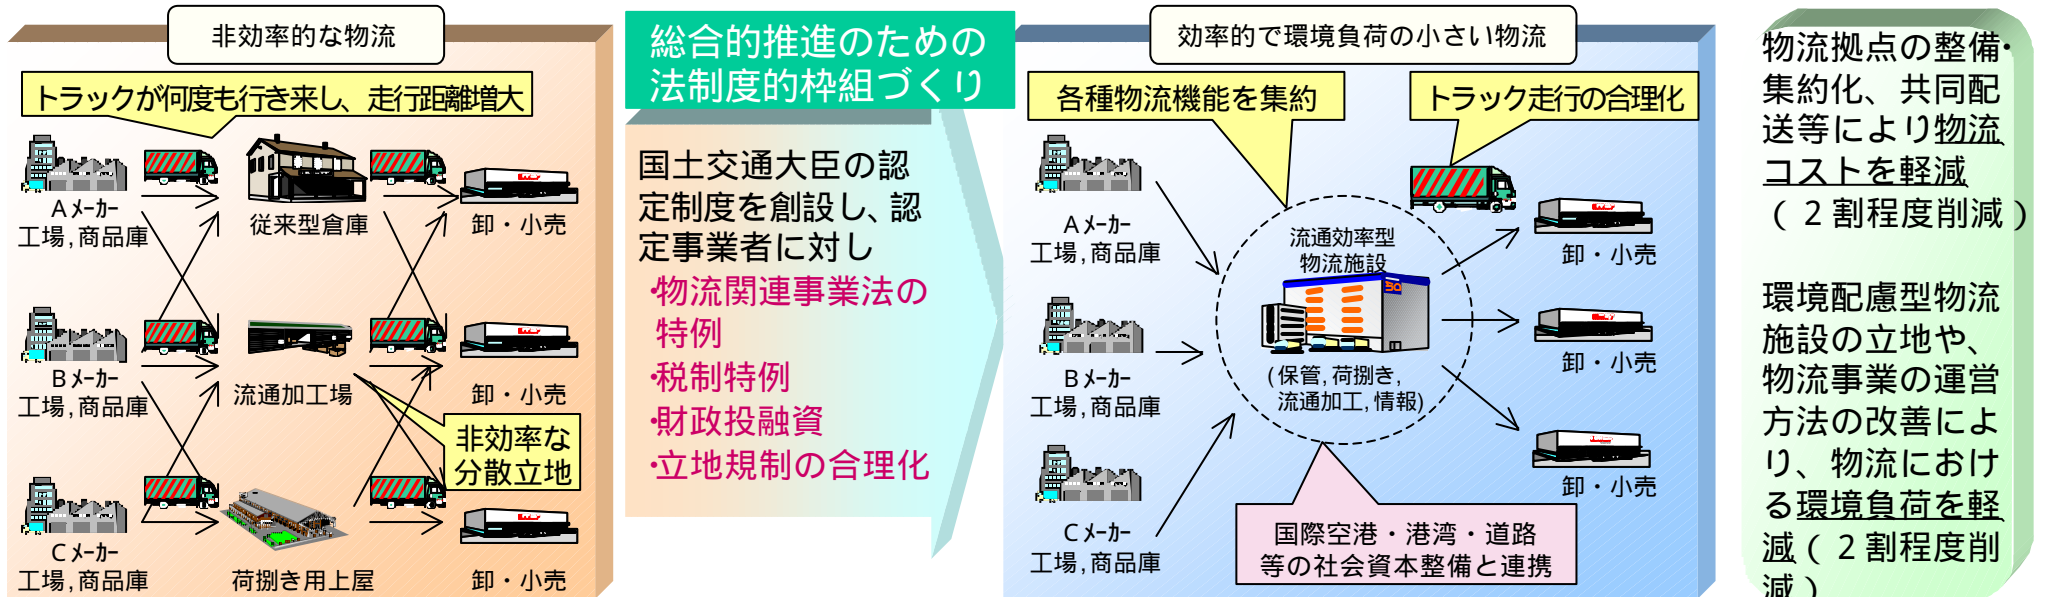 非効率的な物流
トラックが何度も行き来し、走行距離増大
Aメーカー
工場,商品庫
従来型倉庫
卸・小売
Bメーカー
工場,商品庫
流通加工場
卸・小売
非効率な
分散立地
Cメーカー
工場,商品庫
荷捌き用上屋
卸・小売
総合的推進のための
法制度的枠組づくり
国土交通大臣の認
定制度を創設し、認
定事業者に対し
・物流関連事業法の
特例
・税制特例
・財政投融資
・立地規制の合理化
効率的で環境負荷の小さい物流
各種物流機能を集約
トラック走行の合理化
Aメーカー
工場,商品庫
Bメーカー
工場,商品庫
Cメーカー
工場,商品庫
流通効率型
物流施設
(保管,荷捌き,
流通加工,情報)
卸・小売
卸・小売
卸・小売
国際空港・港湾・道路
等の社会資本整備と連携
物流拠点の整備・
集約化、共同配
送等により物流
コストを軽減
(2割程度削減)
環境配慮型物流
施設の立地や、
物流事業の運営
方法の改善によ
り、物流におけ
る環境負荷を軽
減(2割程度削
減)